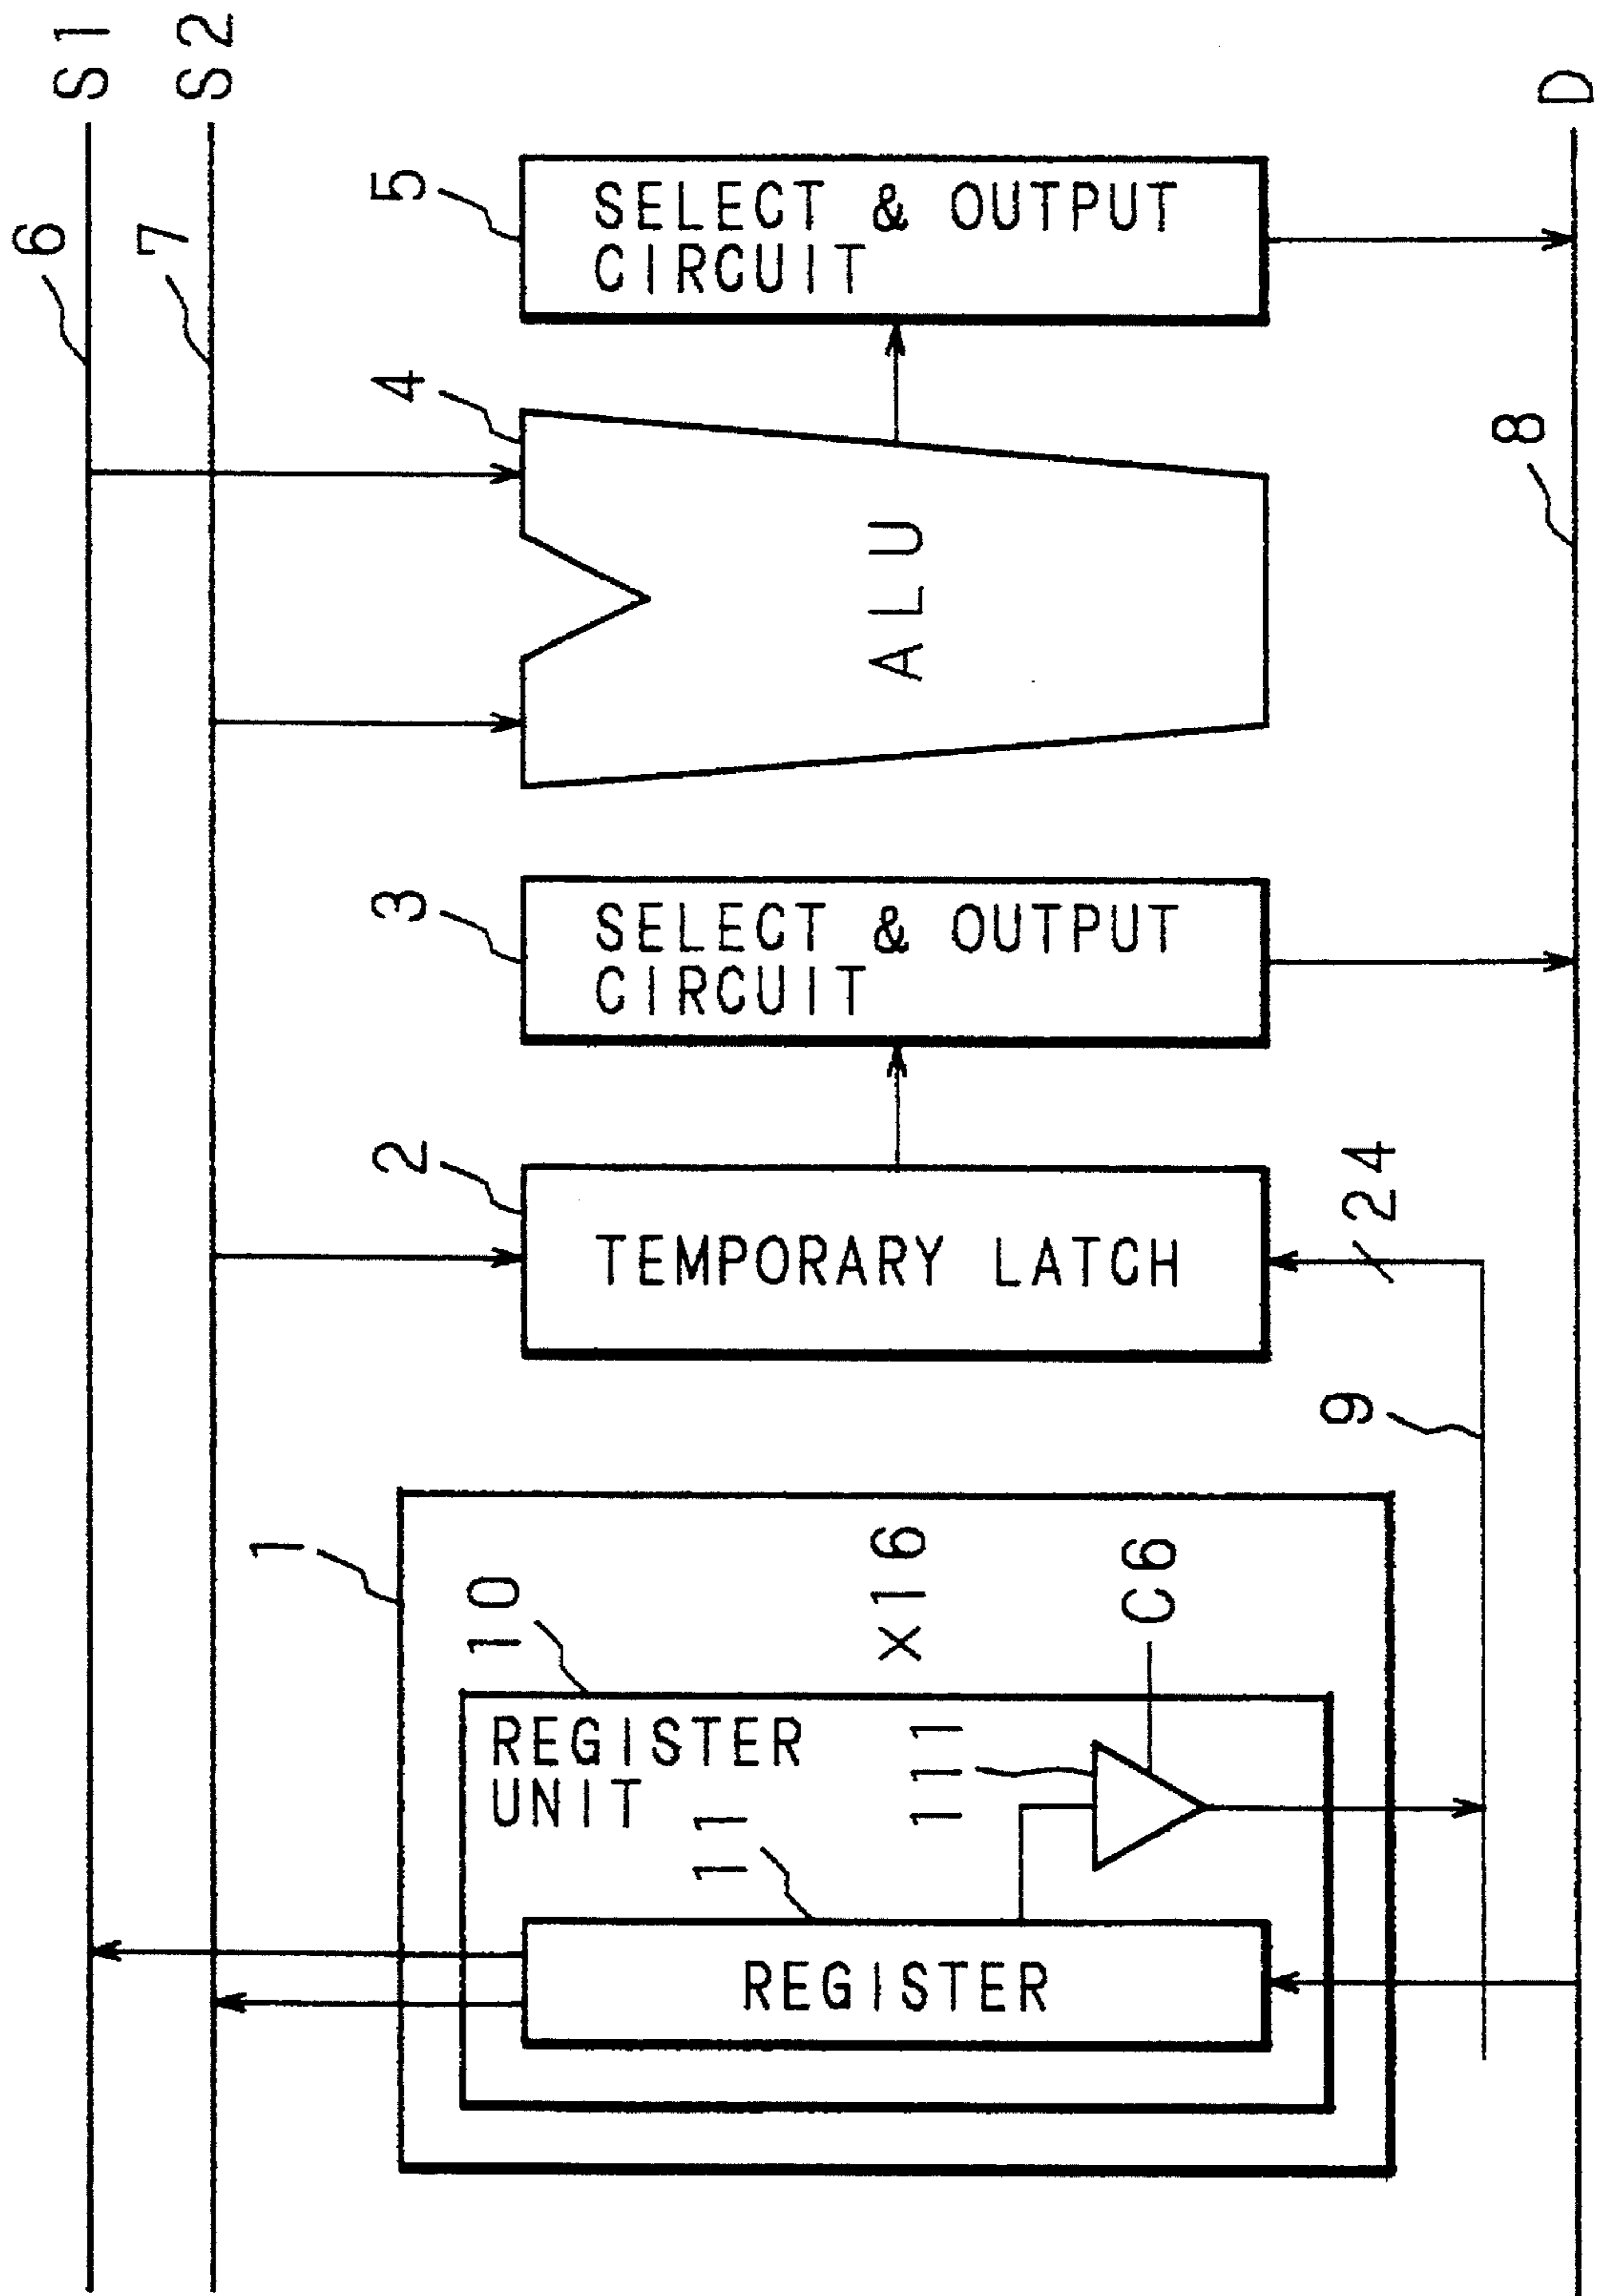 S1
S2
D
6
7
5
SELECT & OUTPUT
CIRCUIT
4
8
ALU
3
SELECT & OUTPUT
CIRCUIT
2
24
TEMPORARY LATCH
9
1
10
X16
C6
REGISTER
UNIT
111
11
REGISTER